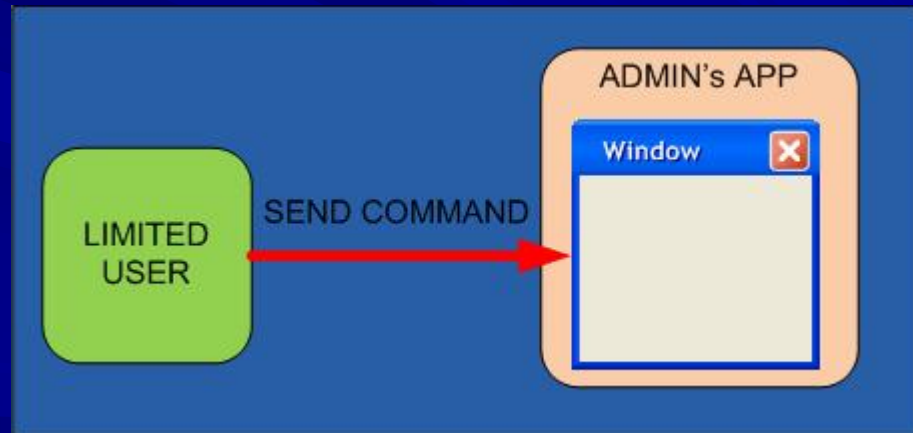 ADMIN's APP
Window
SEND COMMAND
LIMITED
USER